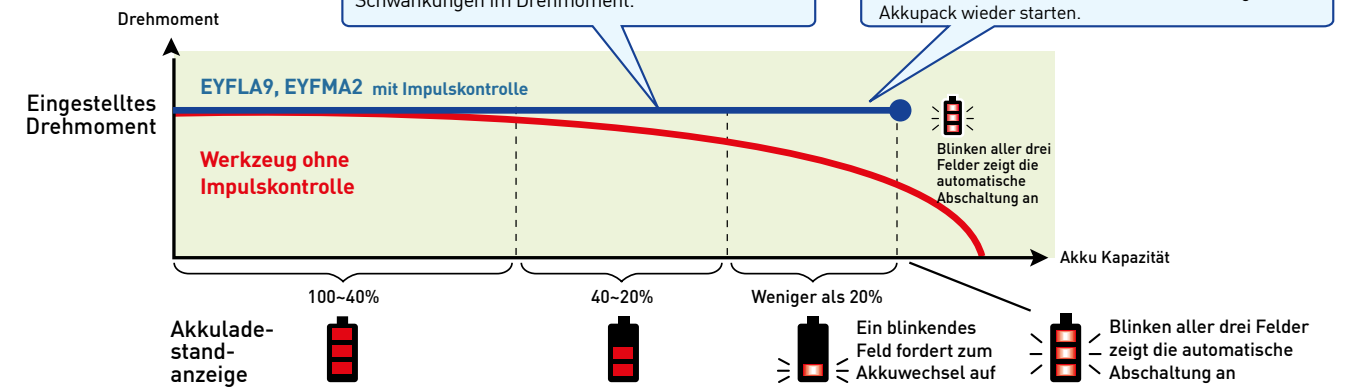 Schwankungen im Drehmoment.
Akkupack wieder starten.
Drehmoment
EYFLA9, EYFMA2 mit Impulskontrolle
Eingestelltes
Drehmoment
Werkzeug ohne
Impulskontrolle
Blinken aller drei
Felder zeigt die
automatische
Abschaltung an
Akku Kapazität
100~40%
40~20%
Weniger als 20%
Akkulade-
stand-
anzeige
Ein blinkendes
Feld fordert zum
Akkuwechsel auf
Blinken aller drei Felder
zeigt die automatische
Abschaltung an